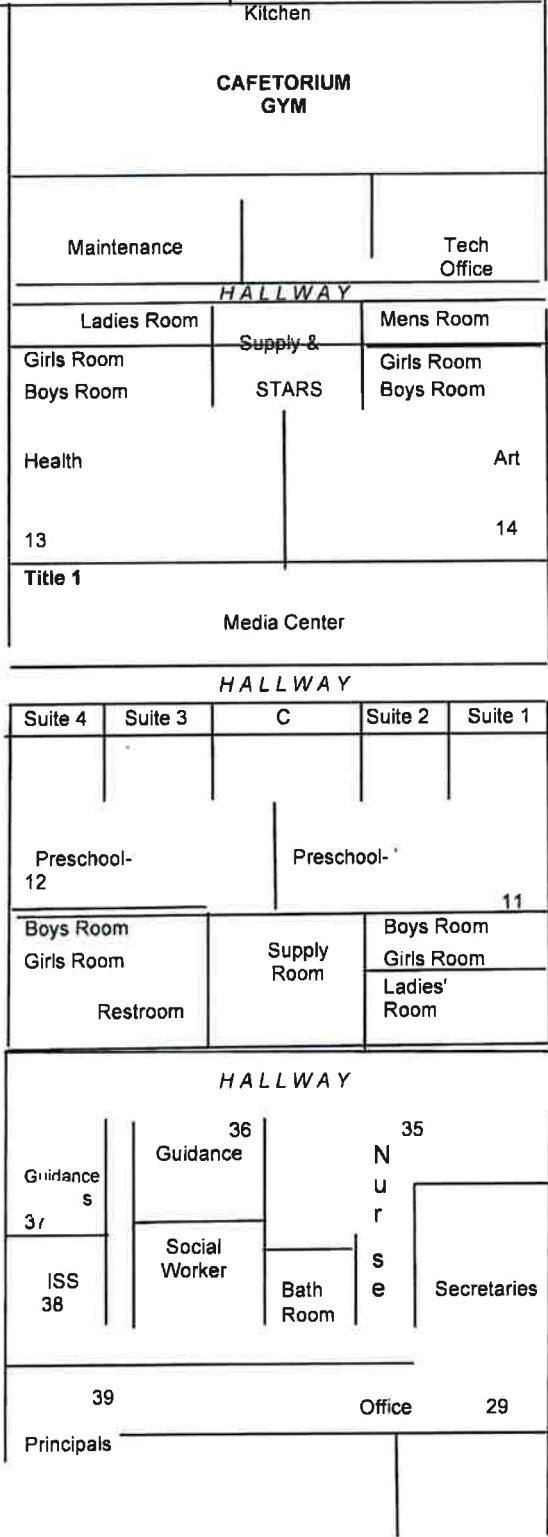 Kitchen
CAFETORIUM
GYM
Maintenance
Tech
Office
HALLWAY
Ladies Room
Mens Room
Supply &
Girls Room
Girls Room
Boys Room
STARS
Boys Room
Health
Art
13
14
Title 1
Media Center
HALLWAY
Suite 4
Suite 3
C
Suite 2
Suite 1
Preschool-
Preschool-
12
11
Boys Room
Boys Room
Girls Room
Supply
Room
Girls Room
Ladies'
Room
Restroom
HALLWAY
36
35
Guidance
Guidance
s
37
Nurse
Social
Worker
ISS
38
Bath
Room
Secretaries
39
Office
29
Principals